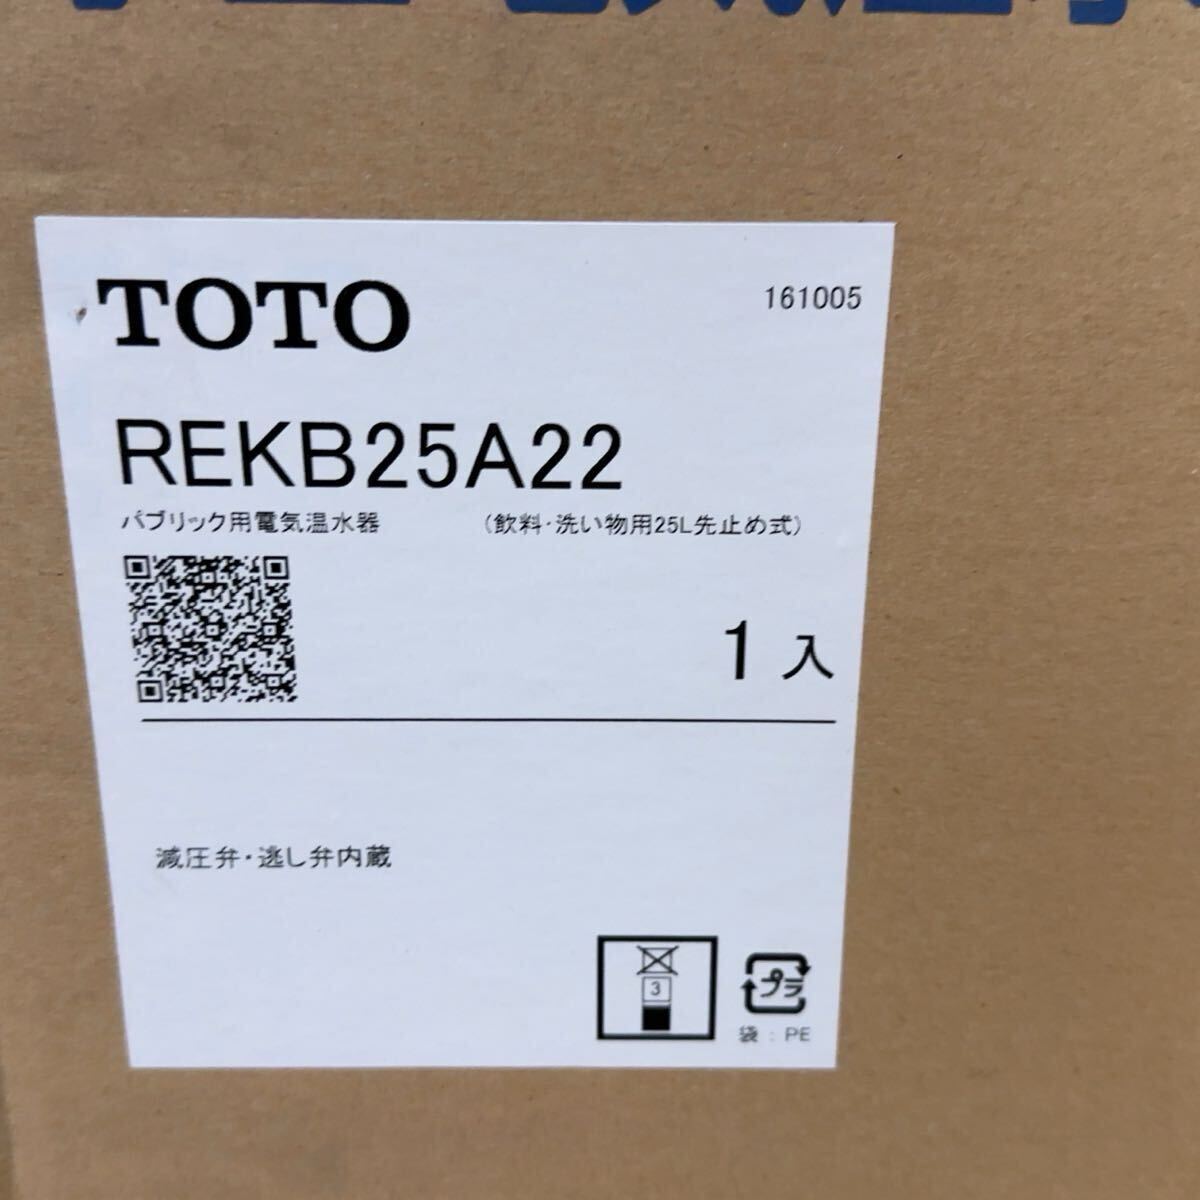 TOTO
161005
REKB25A22
パブリック用電気温水器 (飲料・洗い物用25L先止め式)
1入
減圧弁・逃し弁内蔵
3
プラ
袋 : PE